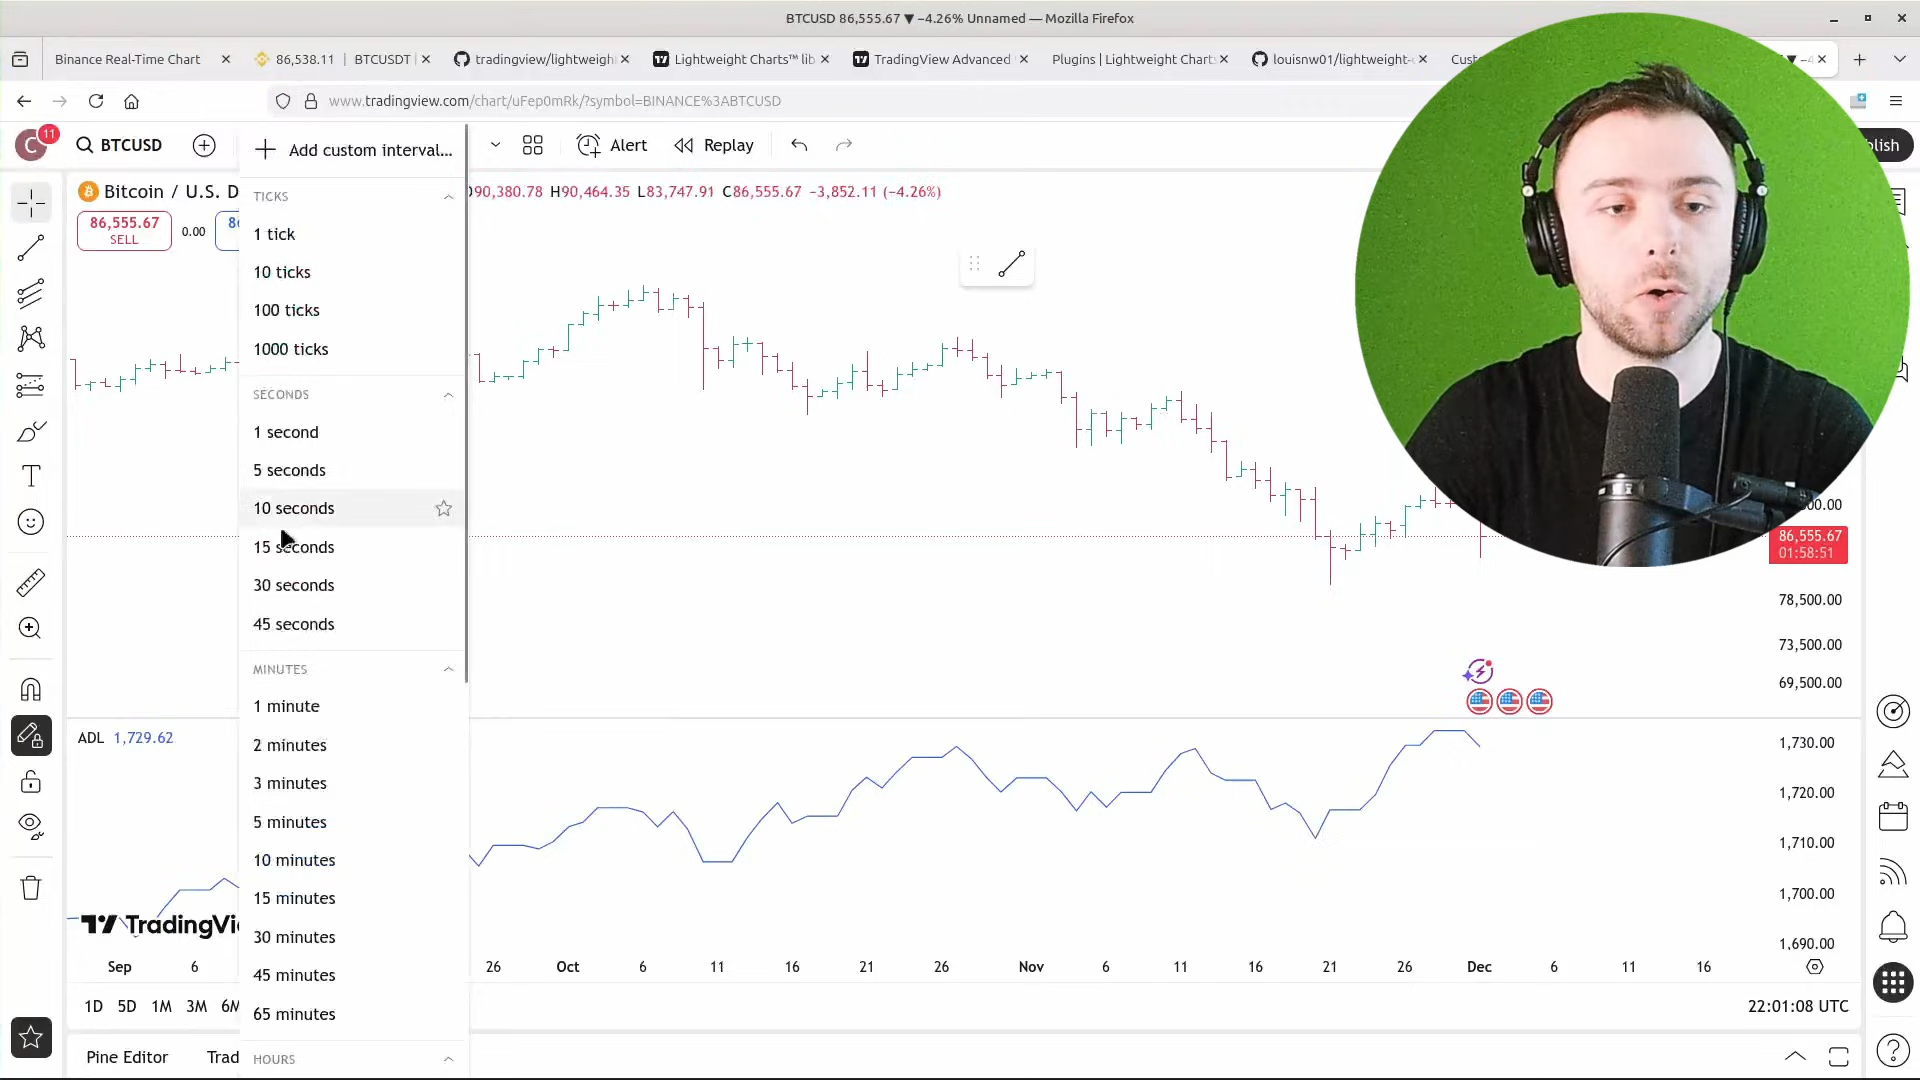 BTCUSD 86,555.67 ▼ −4.26% Unnamed — Mozilla Firefox
Binance Real-Time Chart
86,538.11 | BTCUSDT |
tradingview/lightweigh
Lightweight Charts™ lib
TradingView Advanced
Plugins | Lightweight Chart
louisnw01/lightweight-
www.tradingview.com/chart/uFep0mRk/?symbol=BINANCE%3ABTCUSD
C
11
BTCUSD
Add custom interval...
Alert
Replay
Bitcoin / U.S. D
90,380.78 H90,464.35 L83,747.91 C86,555.67 −3,852.11 (−4.26%)
86,555.67
SELL
0.00
TICKS
1 tick
10 ticks
100 ticks
1000 ticks
SECONDS
1 second
5 seconds
10 seconds
15 seconds
30 seconds
45 seconds
MINUTES
1 minute
2 minutes
3 minutes
5 minutes
10 minutes
15 minutes
30 minutes
45 minutes
65 minutes
HOURS
86,555.67
01:58:51
78,500.00
73,500.00
69,500.00
ADL 1,729.62
1,730.00
1,720.00
1,710.00
1,700.00
1,690.00
TradingVi
Sep 6 26 Oct 6 11 16 21 26 Nov 6 11 16 21 26 Dec 6 11 16
1D 5D 1M 3M 6M
22:01:08 UTC
Pine Editor